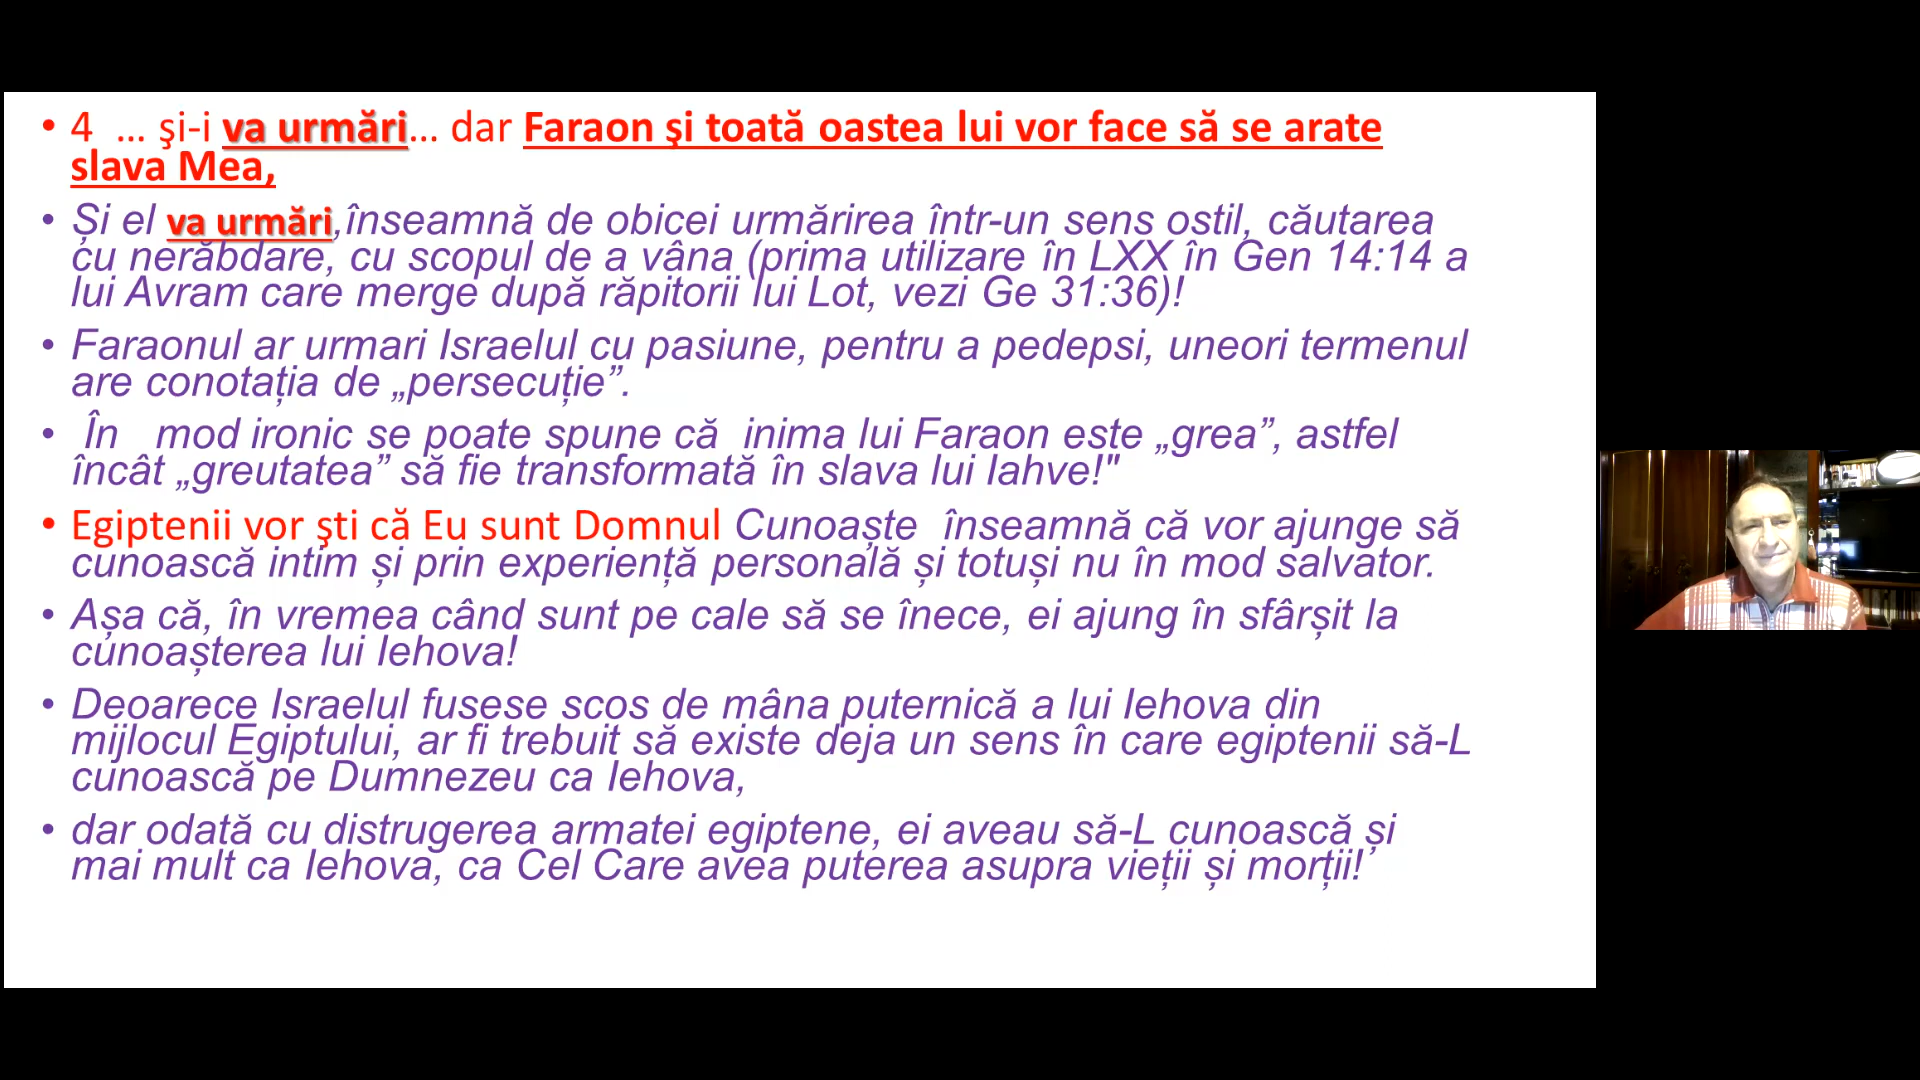 • 4 ... şi-i va urmări... dar Faraon şi toată oastea lui vor face să se arate
slava Mea,
• Și el va urmări,înseamnă de obicei urmărirea într-un sens ostil, căutarea
cu nerăbdare, cu scopul de a vâna (prima utilizare în LXX în Gen 14:14 a
lui Avram care merge după răpitorii lui Lot, vezi Ge 31:36)!
• Faraonul ar urmari Israelul cu pasiune, pentru a pedepsi, uneori termenul
are conotația de „persecuție”.
• În mod ironic se poate spune că inima lui Faraon este „grea”, astfel
încât „greutatea” să fie transformată în slava lui Iahve!"
• Egiptenii vor şti că Eu sunt Domnul Cunoaște înseamnă că vor ajunge să
cunoască intim și prin experiență personală și totuși nu în mod salvator.
• Așa că, în vremea când sunt pe cale să se înece, ei ajung în sfârșit la
cunoașterea lui Iehova!
• Deoarece Israelul fusese scos de mâna puternică a lui Iehova din
mijlocul Egiptului, ar fi trebuit să existe deja un sens în care egiptenii să-L
cunoască pe Dumnezeu ca Iehova,
• dar odată cu distrugerea armatei egiptene, ei aveau să-L cunoască și
mai mult ca Iehova, ca Cel Care avea puterea asupra vieții și morții!